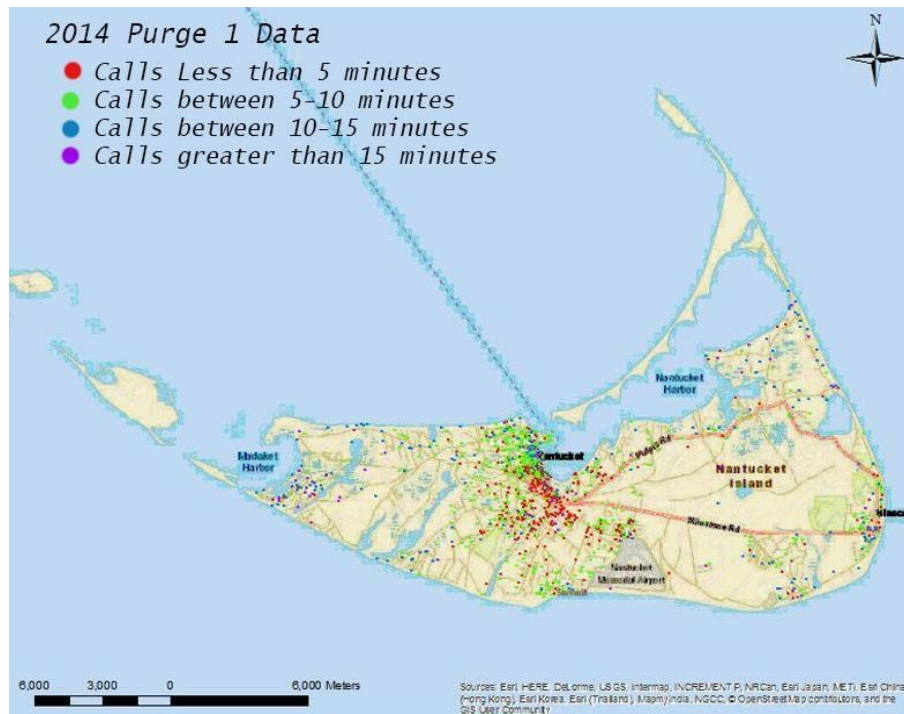 2014 Purge 1 Data
Calls Less than 5 minutes
Calls between 5-10 minutes
Calls between 10-15 minutes
Calls greater than 15 minutes
N
Nantucket
Harbor
Madaket
Harbor
Nantucket
Polpis Rd
Nantucket
Island
Milestone Rd
Nantucket
Memorial Airport
6,000 3,000 0 6,000 Meters
Sources: Esri, HERE, DeLorme, USGS, Intermap, INCREMENT P, NRCan, Esri Japan, METI, Esri China
(Hong Kong), Esri Korea, Esri (Thailand), MapmyIndia, NGCC, © OpenStreetMap contributors, and the
GIS User Community